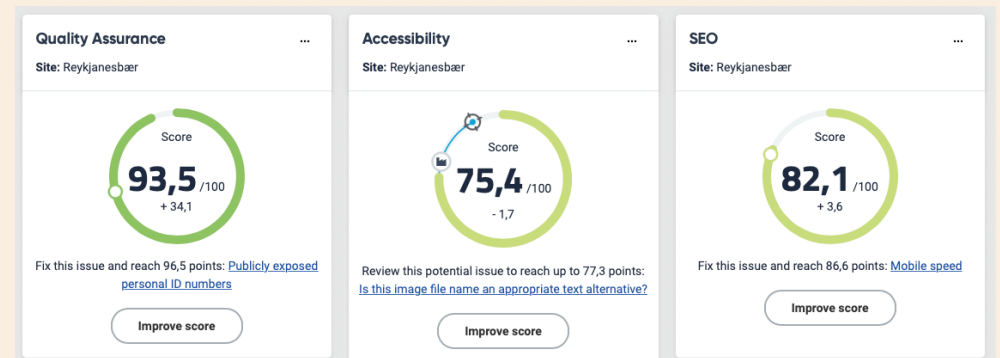 Quality Assurance
...
Site: Reykjanesbær
Score
93,5 /100
+ 34,1
Fix this issue and reach 96,5 points: Publicly exposed
personal ID numbers
Improve score
Accessibility
...
Site: Reykjanesbær
Score
75,4 /100
- 1,7
Review this potential issue to reach up to 77,3 points:
Is this image file name an appropriate text alternative?
Improve score
SEO
...
Site: Reykjanesbær
Score
82,1 /100
+ 3,6
Fix this issue and reach 86,6 points: Mobile speed
Improve score